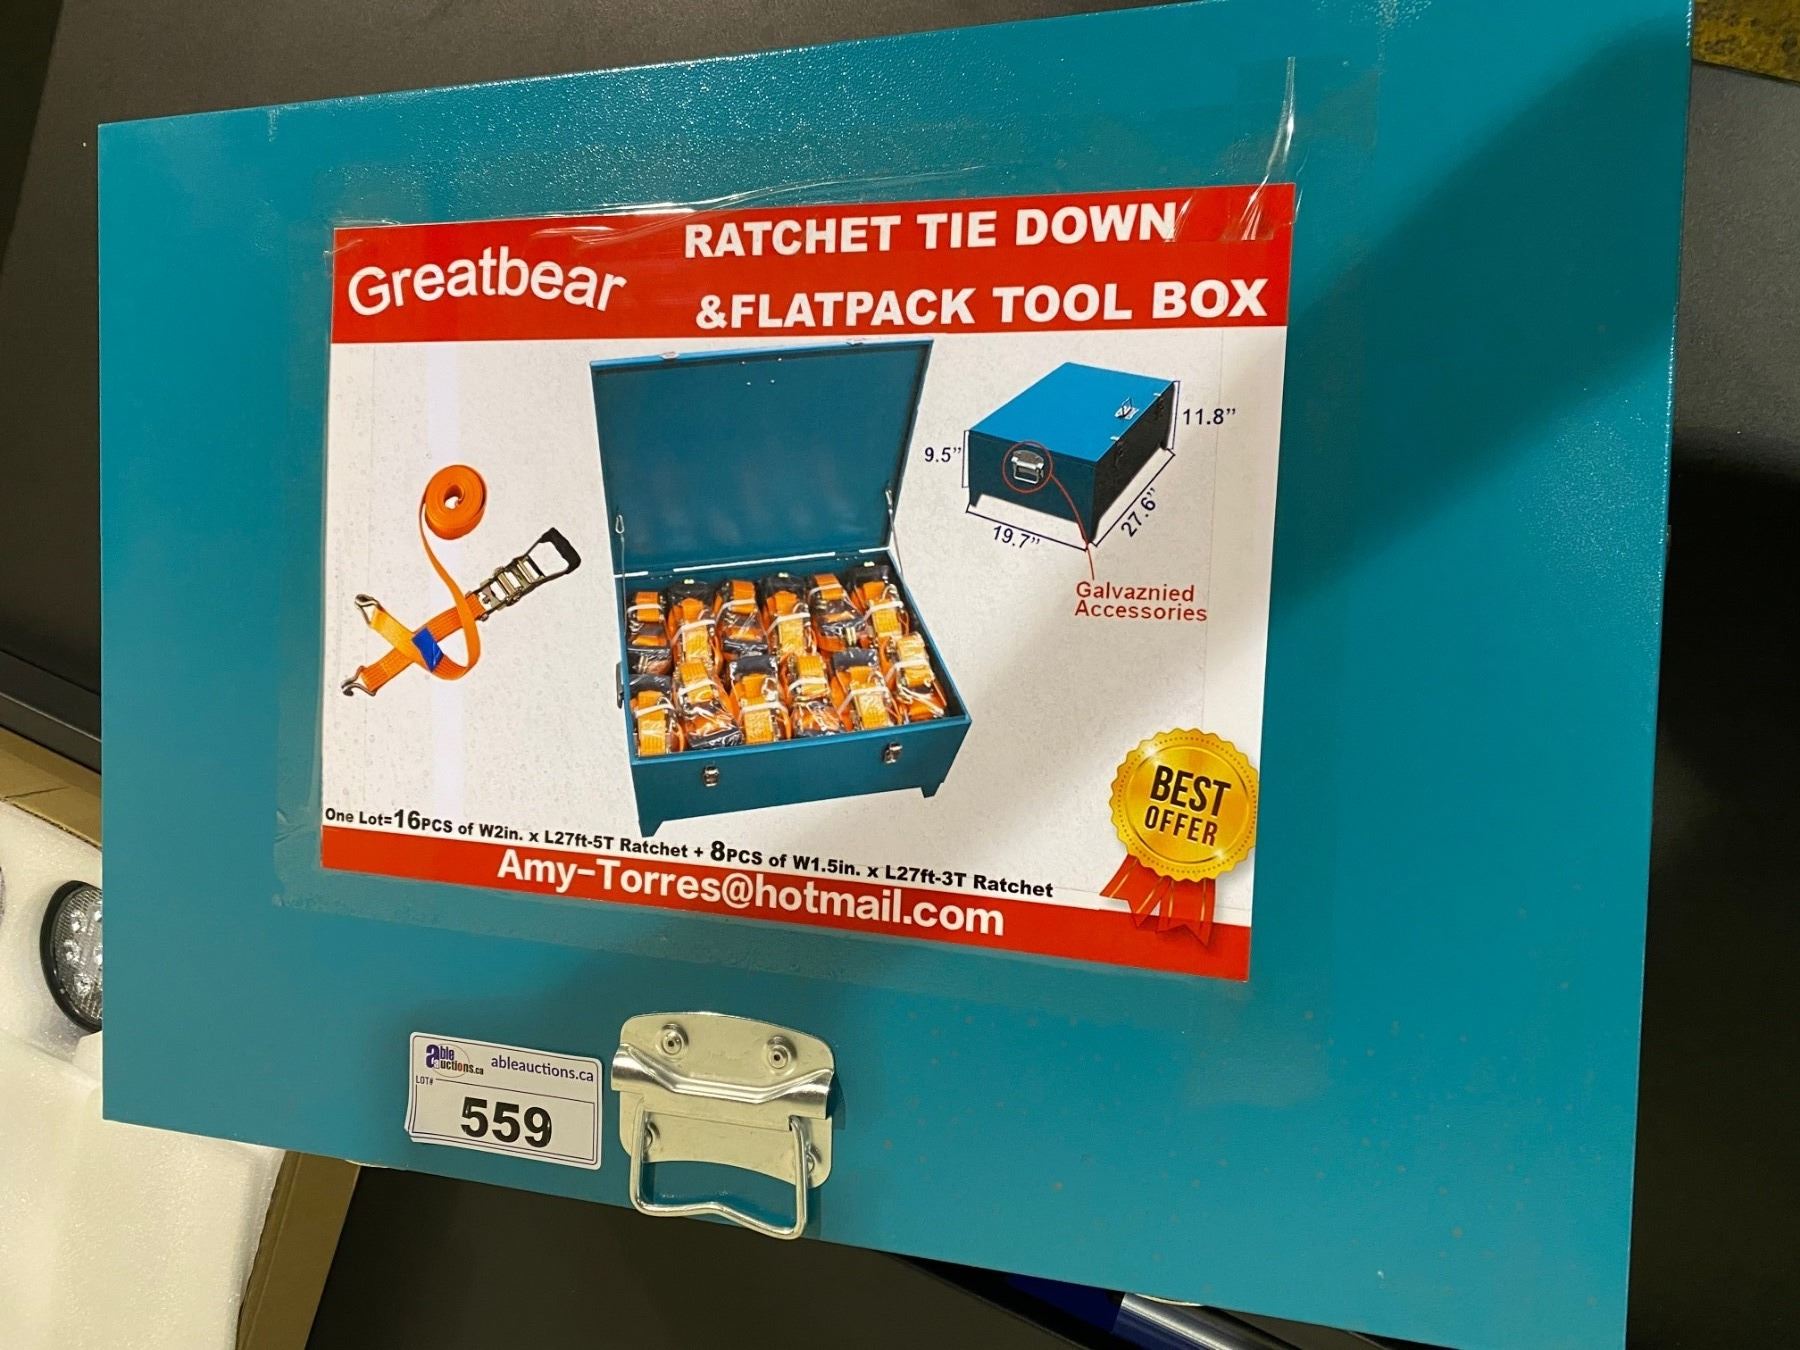 Greatbear
RATCHET TIE DOWN
&FLATPACK TOOL BOX
11.8”
9.5”
19.7”
27.6”
Galvaznied
Accessories
BEST
OFFER
One Lot=16PCS of W2in. x L27ft-5T Ratchet + 8PCS of W1.5in. x L27ft-3T Ratchet
Amy-Torres@hotmail.com
able auctions.ca
ableauctions.ca
LOT#
559